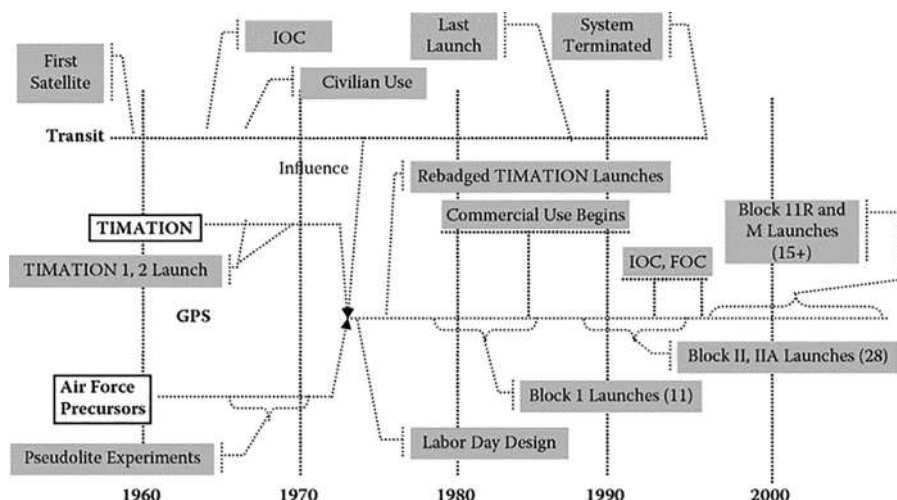 First
Satellite
IOC
Civilian Use
Last
Launch
System
Terminated
Transit
Influence
Rebadged TIMATION Launches
TIMATION
Commercial Use Begins
Block 11R and
M Launches
(15+)
TIMATION 1, 2 Launch
IOC, FOC
GPS
Block II, IIA Launches (28)
Air Force
Precursors
Block 1 Launches (11)
Pseudolite Experiments
Labor Day Design
1960
1970
1980
1990
2000